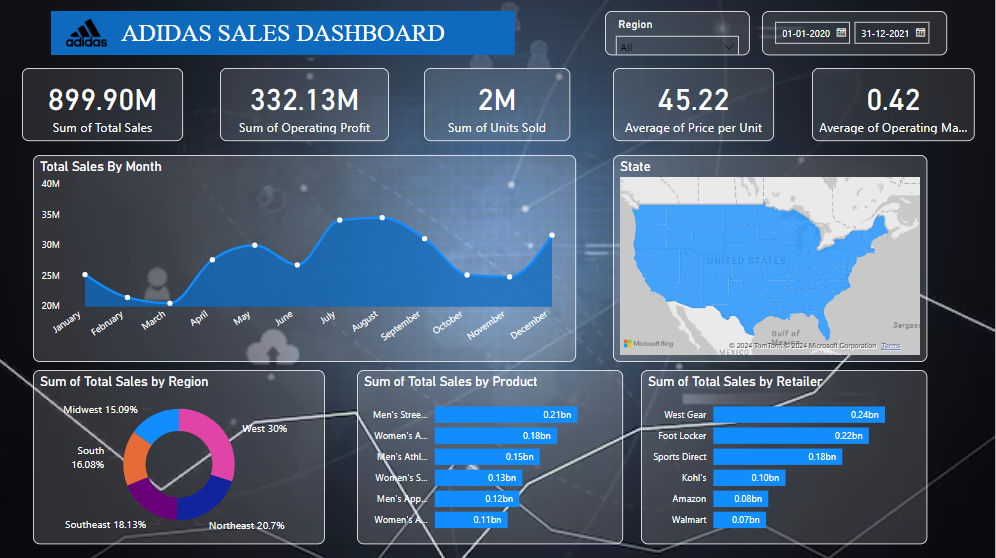 adidas
ADIDAS SALES DASHBOARD
Region
All
01-01-2020
31-12-2021
899.90M
Sum of Total Sales
332.13M
Sum of Operating Profit
2M
Sum of Units Sold
45.22
Average of Price per Unit
0.42
Average of Operating Ma...
Total Sales By Month
40M
35M
30M
25M
20M
January
February
March
April
May
June
July
August
September
October
November
December
State
UNITED STATES
Gulf of
Mexico
MEXICO
Sargas
Microsoft Bing
© 2024 TomTom, © 2024 Microsoft Corporation Terms
Sum of Total Sales by Region
Midwest 15.09%
West 30%
South
16.08%
Southeast 18.13%
Northeast 20.7%
Sum of Total Sales by Product
Men's Stree... 0.21bn
Women's A... 0.18bn
Men's Athl... 0.15bn
Women's S... 0.13bn
Men's App... 0.12bn
Women's A... 0.11bn
Sum of Total Sales by Retailer
West Gear 0.24bn
Foot Locker 0.22bn
Sports Direct 0.18bn
Kohl's 0.10bn
Amazon 0.08bn
Walmart 0.07bn